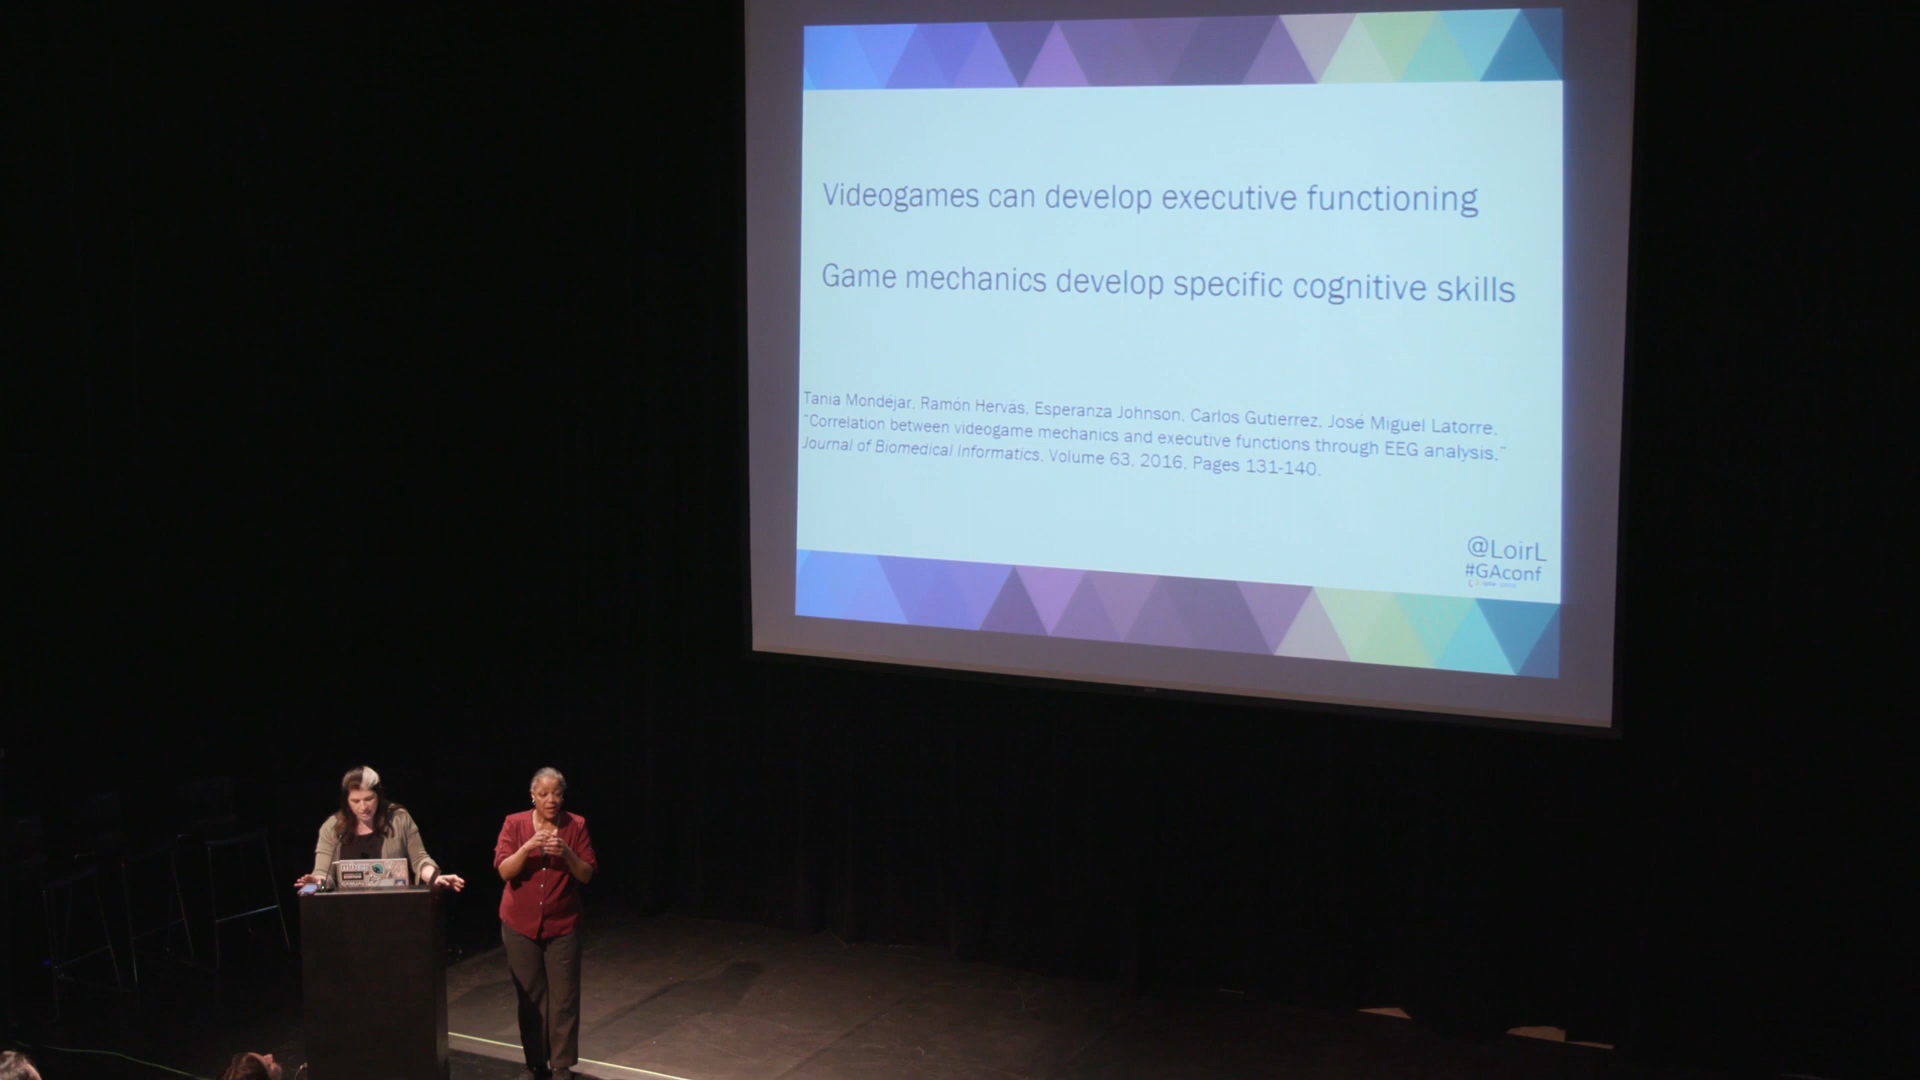 Videogames can develop executive functioning
Game mechanics develop specific cognitive skills
Tania Mondéjar, Ramón Hervás, Esperanza Johnson, Carlos Gutierrez, José Miguel Latorre.
"Correlation between videogame mechanics and executive functions through EEG analysis,"
Journal of Biomedical Informatics, Volume 63, 2016, Pages 131-140.
@LoirL
#GAconf